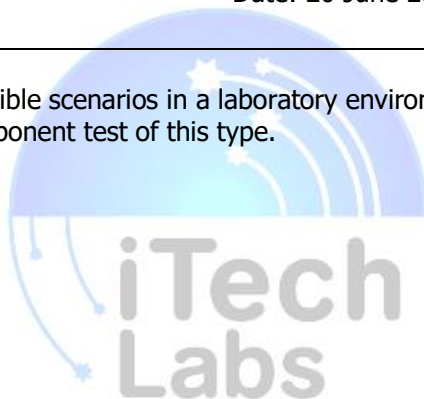 ible scenarios in a laboratory environ
ponent test of this type.
iTech
Labs